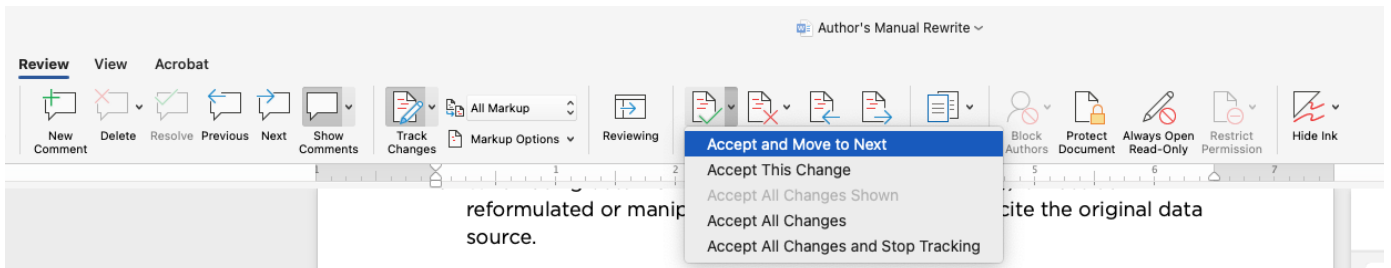 Author's Manual Rewrite
Review View Acrobat
New Comment
Delete
Resolve
Previous
Next
Show Comments
Track Changes
All Markup
Markup Options
Reviewing
Accept and Move to Next
Accept This Change
Accept All Changes Shown
Accept All Changes
Accept All Changes and Stop Tracking
Block
Authors
Protect Document
Always Open Read-Only
Restrict Permission
Hide Ink
1 1 2 5 6 7
reformulated or manip
cite the original data
source.